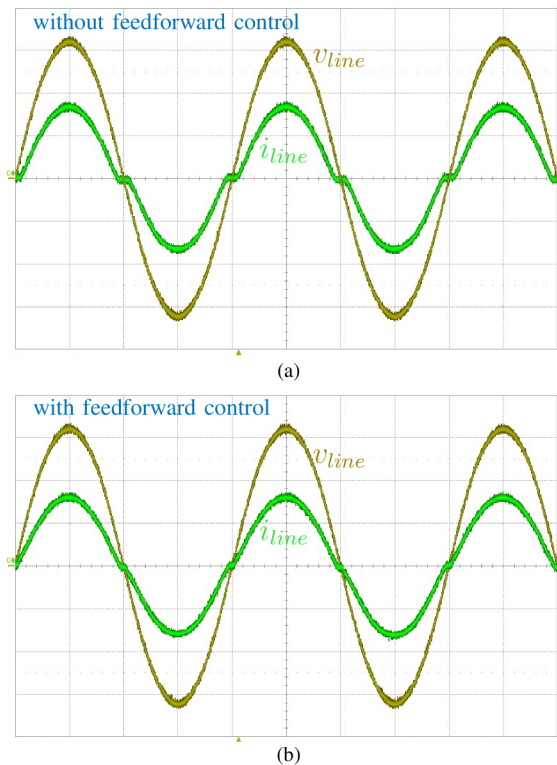 without feedforward control
v_line
i_line
(a)
with feedforward control
v_line
i_line
(b)